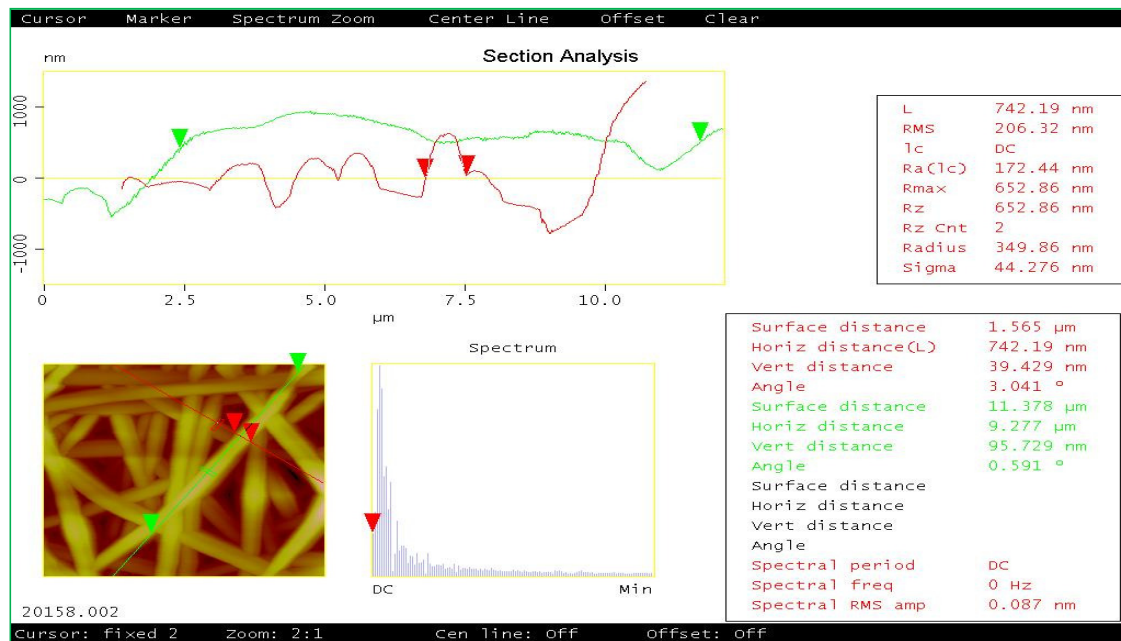 Cursor Marker Spectrum Zoom Center Line Offset Clear
Section Analysis
nm
1000
0
-1000
0 2.5 5.0 7.5 10.0
µm
L 742.19 nm
RMS 206.32 nm
lc DC
Ra(lc) 172.44 nm
Rmax 652.86 nm
Rz 652.86 nm
Rz Cnt 2
Radius 349.86 nm
Sigma 44.276 nm
Spectrum
DC Min
Surface distance 1.565 µm
Horiz distance(L) 742.19 nm
Vert distance 39.429 nm
Angle 3.041 °
Surface distance 11.378 µm
Horiz distance 9.277 µm
Vert distance 95.729 nm
Angle 0.591 °
Surface distance
Horiz distance
Vert distance
Angle
Spectral period DC
Spectral freq 0 Hz
Spectral RMS amp 0.087 nm
20158.002
Cursor: fixed 2 Zoom: 2:1 Cen line: Off Offset: Off